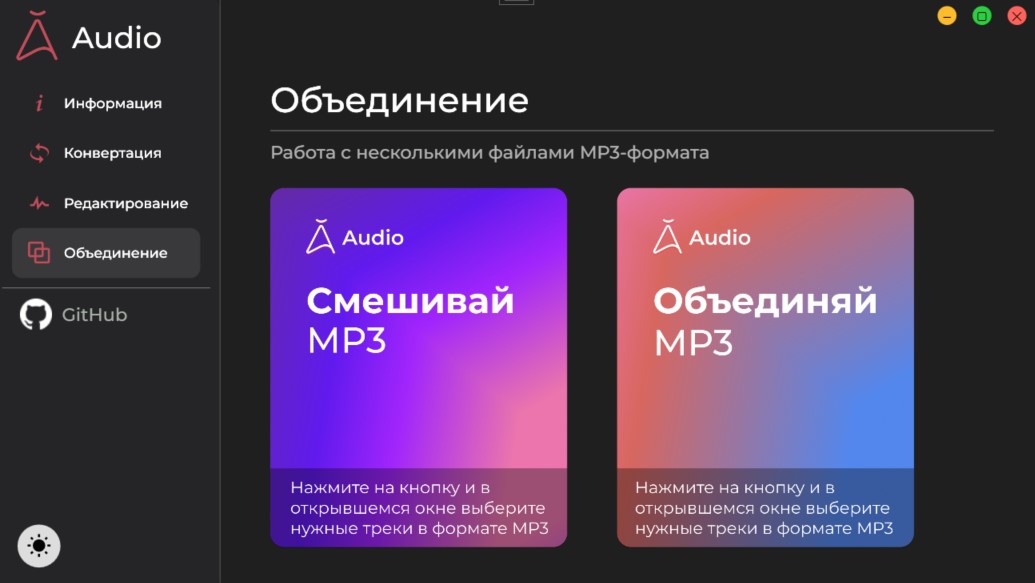 Audio
Информация
Конвертация
Редактирование
Объединение
GitHub
Объединение
Работа с несколькими файлами MP3-формата
Audio
Смешивай
MP3
Нажмите на кнопку и в
открывшемся окне выберите
нужные треки в формате MP3
Audio
Объединяй
MP3
Нажмите на кнопку и в
открывшемся окне выберите
нужные треки в формате MP3